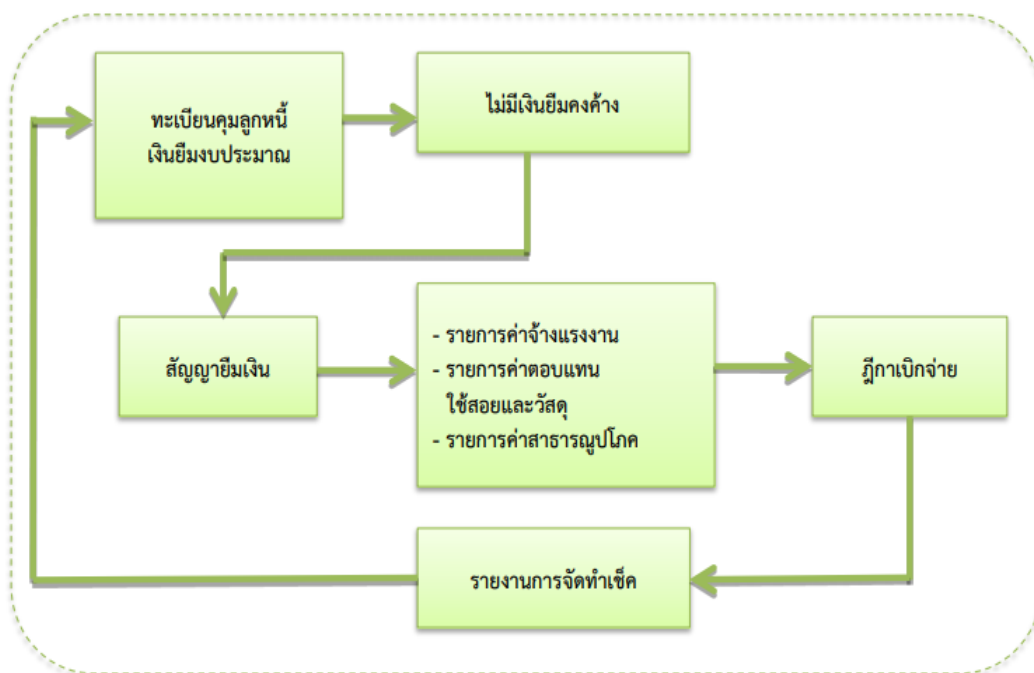 ทะเบียนคุมลูกหนี้
เงินยืมงบประมาณ
ไม่มีเงินยืมคงค้าง
สัญญายืมเงิน
- รายการค่าจ้างแรงงาน
- รายการค่าตอบแทน
ใช้สอยและวัสดุ
- รายการค่าสาธารณูปโภค
ฎีกาเบิกจ่าย
รายงานการจัดทำเช็ค